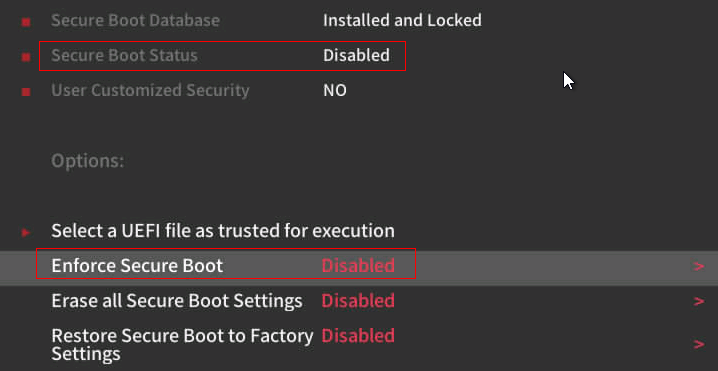 Secure Boot Database Installed and Locked
Secure Boot Status Disabled
User Customized Security NO
Options:
Select a UEFI file as trusted for execution
Enforce Secure Boot Disabled >
Erase all Secure Boot Settings Disabled >
Restore Secure Boot to Factory Disabled >
Settings